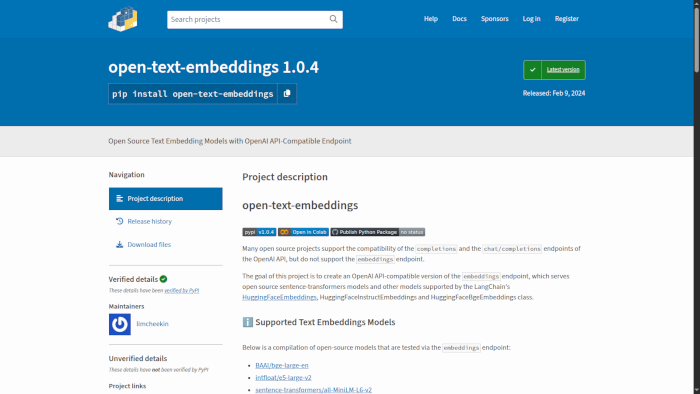 Search projects
Help
Docs
Sponsors
Log in
Register
open-text-embeddings 1.0.4
pip install open-text-embeddings
Latest version
Released: Feb 9, 2024
Open Source Text Embedding Models with OpenAI API-Compatible Endpoint
Navigation
Project description
Release history
Download files
Verified details
These details have been verified by PyPI
Maintainers
limcheekin
Unverified details
These details have not been verified by PyPI
Project links
Project description
open-text-embeddings
pypi v1.0.4 Open in Colab Publish Python Package no status
Many open source projects support the compatibility of the completions and the chat/completions endpoints of
the OpenAI API, but do not support the embeddings endpoint.
The goal of this project is to create an OpenAI API-compatible version of the embeddings endpoint, which serves
open source sentence-transformers models and other models supported by the LangChain's
HuggingFaceEmbeddings, HuggingFaceInstructEmbeddings and HuggingFaceBgeEmbeddings class.
Supported Text Embeddings Models
Below is a compilation of open-source models that are tested via the embeddings endpoint:
BAAI/bge-large-en
intfloat/e5-large-v2
sentence-transformers/all-MiniLM-L6-v2